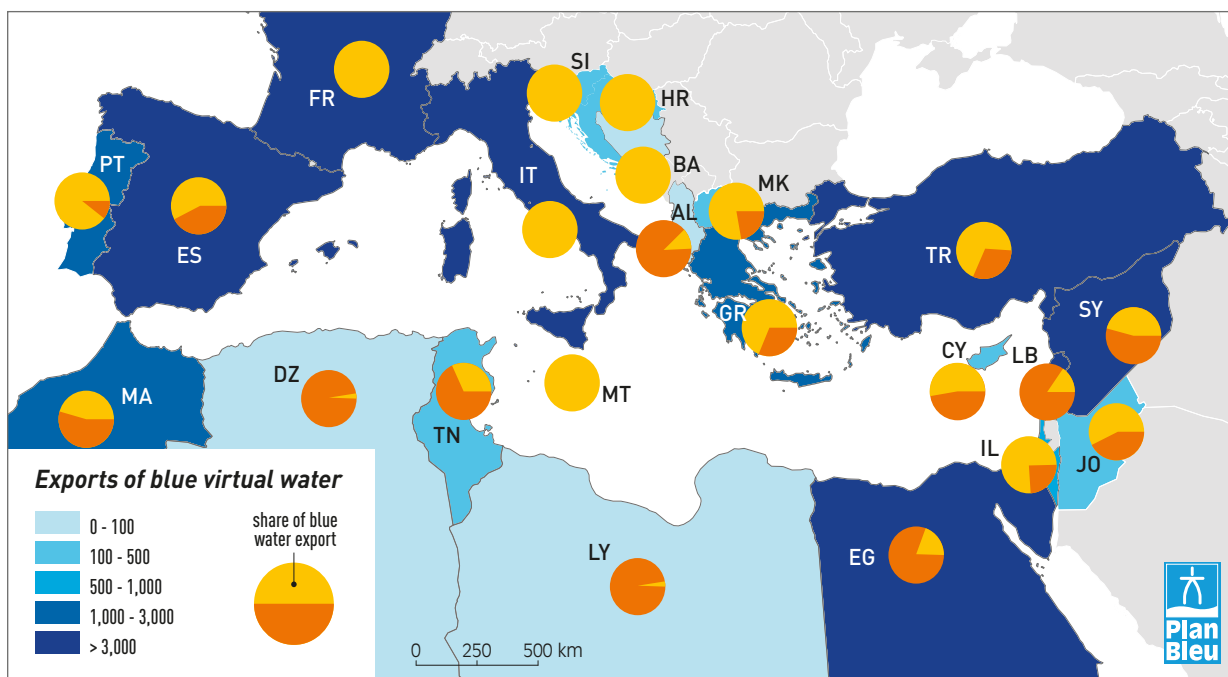 SI
FR
HR
PT
BA
IT
MK
AL
ES
TR
GR
SY
CY
LB
DZ
MA
MT
TN
IL
JO
Exports of blue virtual water
0 - 100
100 - 500
500 - 1,000
1,000 - 3,000
> 3,000
share of blue
water export
LY
EG
0 250 500 km
Plan
Bleu